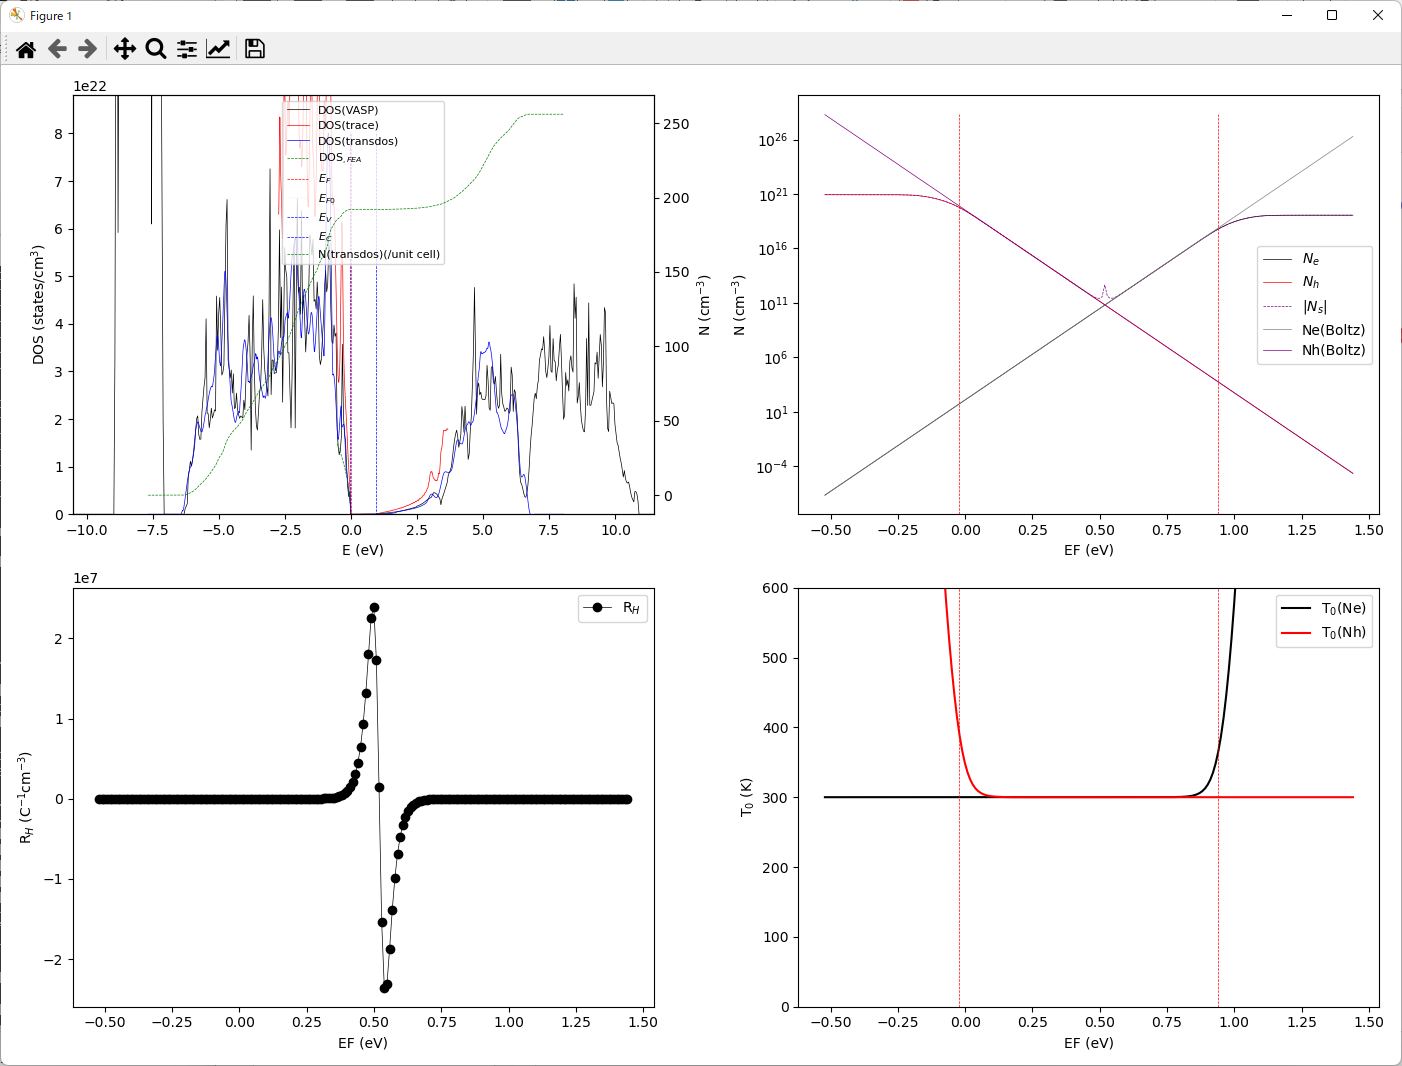 Figure 1
1e22
DOS (states/cm³)
8
7
6
5
4
3
2
1
0
−10.0 −7.5 −5.0 −2.5 0.0 2.5 5.0 7.5 10.0
E (eV)
DOS(VASP)
DOS(trace)
DOS(transdos)
DOS,FEA
E_F
E_F0
E_V
E_C
N(transdos)(/unit cell)
250
200
150
100
50
0
N (cm⁻³)
N (cm⁻³)
10²⁶
10²¹
10¹⁶
10¹¹
10⁶
10¹
10⁻⁴
−0.50 −0.25 0.00 0.25 0.50 0.75 1.00 1.25 1.50
EF (eV)
N_e
N_h
|N_s|
Ne(Boltz)
Nh(Boltz)
1e7
R_H (C⁻¹cm⁻³)
2
1
0
−1
−2
−0.50 −0.25 0.00 0.25 0.50 0.75 1.00 1.25 1.50
EF (eV)
R_H
T₀ (K)
600
500
400
300
200
100
0
−0.50 −0.25 0.00 0.25 0.50 0.75 1.00 1.25 1.50
EF (eV)
T₀(Ne)
T₀(Nh)